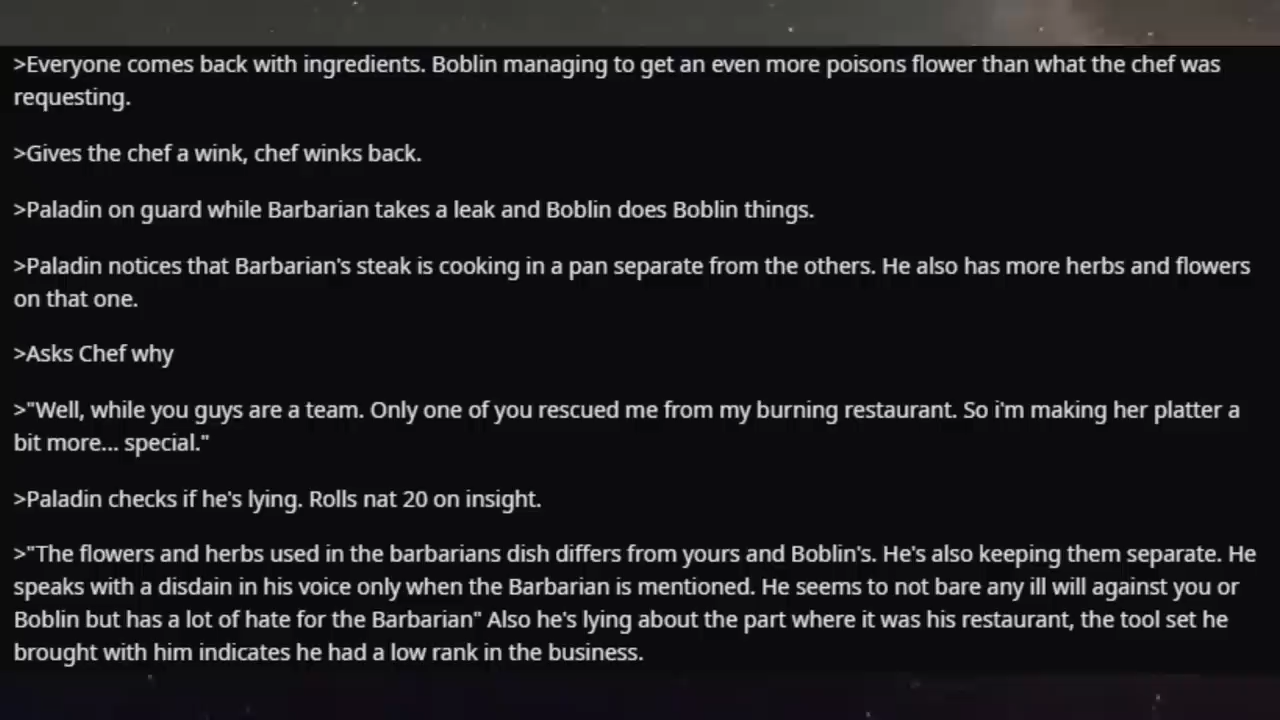 >Everyone comes back with ingredients. Boblin managing to get an even more poisons flower than what the chef was
requesting.
>Gives the chef a wink, chef winks back.
>Paladin on guard while Barbarian takes a leak and Boblin does Boblin things.
>Paladin notices that Barbarian's steak is cooking in a pan separate from the others. He also has more herbs and flowers
on that one.
>Asks Chef why
>"Well, while you guys are a team. Only one of you rescued me from my burning restaurant. So i'm making her platter a
bit more... special."
>Paladin checks if he's lying. Rolls nat 20 on insight.
>"The flowers and herbs used in the barbarians dish differs from yours and Boblin's. He's also keeping them separate. He
speaks with a disdain in his voice only when the Barbarian is mentioned. He seems to not bare any ill will against you or
Boblin but has a lot of hate for the Barbarian" Also he's lying about the part where it was his restaurant, the tool set he
brought with him indicates he had a low rank in the business.